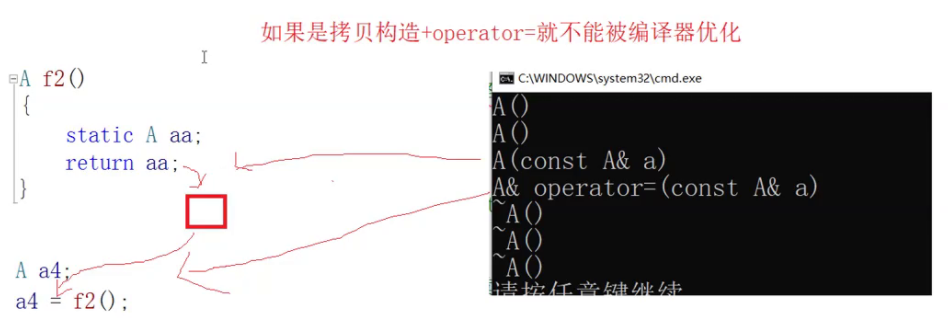 如果是拷贝构造+operator=就不能被编译器优化
A f2()
{
static A aa;
return aa;
}
A a4;
a4 = f2();
C:\WINDOWS\system32\cmd.exe
A()
A()
A(const A& a)
A& operator=(const A& a)
~A()
~A()
~A()
请按任意键继续